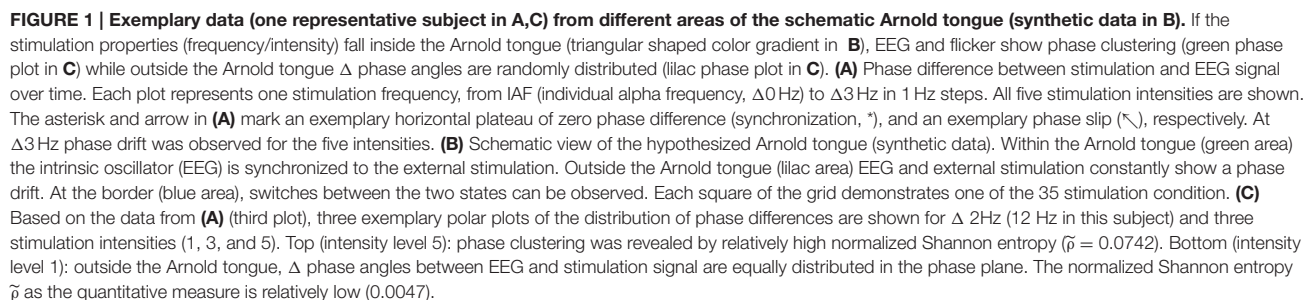 FIGURE 1 | Exemplary data (one representative subject in A,C) from different areas of the schematic Arnold tongue (synthetic data in B). If the
stimulation properties (frequency/intensity) fall inside the Arnold tongue (triangular shaped color gradient in B), EEG and flicker show phase clustering (green phase
plot in C) while outside the Arnold tongue Δ phase angles are randomly distributed (lilac phase plot in C). (A) Phase difference between stimulation and EEG signal
over time. Each plot represents one stimulation frequency, from IAF (individual alpha frequency, Δ0 Hz) to Δ3 Hz in 1 Hz steps. All five stimulation intensities are shown.
The asterisk and arrow in (A) mark an exemplary horizontal plateau of zero phase difference (synchronization, *), and an exemplary phase slip (↖), respectively. At
Δ3 Hz phase drift was observed for the five intensities. (B) Schematic view of the hypothesized Arnold tongue (synthetic data). Within the Arnold tongue (green area)
the intrinsic oscillator (EEG) is synchronized to the external stimulation. Outside the Arnold tongue (lilac area) EEG and external stimulation constantly show a phase
drift. At the border (blue area), switches between the two states can be observed. Each square of the grid demonstrates one of the 35 stimulation condition. (C)
Based on the data from (A) (third plot), three exemplary polar plots of the distribution of phase differences are shown for Δ 2Hz (12 Hz in this subject) and three
stimulation intensities (1, 3, and 5). Top (intensity level 5): phase clustering was revealed by relatively high normalized Shannon entropy (ρ̃ = 0.0742). Bottom (intensity
level 1): outside the Arnold tongue, Δ phase angles between EEG and stimulation signal are equally distributed in the phase plane. The normalized Shannon entropy
ρ̃ as the quantitative measure is relatively low (0.0047).